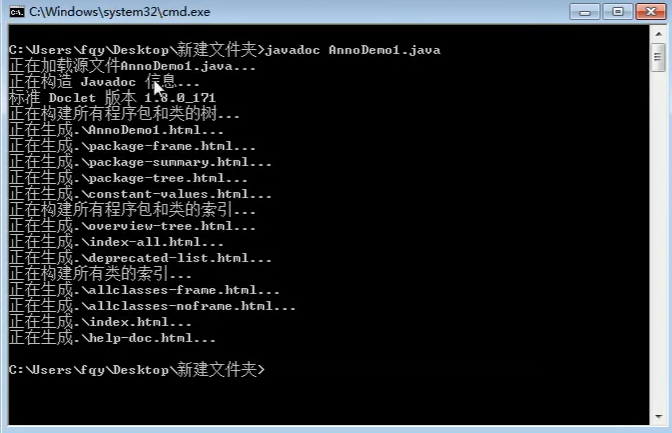 C:\Windows\system32\cmd.exe
C:\Users\fqy\Desktop\新建文件夹>javadoc AnnoDemo1.java
正在加载源文件AnnoDemo1.java...
正在构造 Javadoc 信息...
标准 Doclet 版本 1.8.0_171
正在构建所有程序包和类的树...
正在生成.\AnnoDemo1.html...
正在生成.\package-frame.html...
正在生成.\package-summary.html...
正在生成.\package-tree.html...
正在生成.\constant-values.html...
正在构建所有程序包和类的索引...
正在生成.\overview-tree.html...
正在生成.\index-all.html...
正在生成.\deprecated-list.html...
正在构建所有类的索引...
正在生成.\allclasses-frame.html...
正在生成.\allclasses-noframe.html...
正在生成.\index.html...
正在生成.\help-doc.html...
C:\Users\fqy\Desktop\新建文件夹>